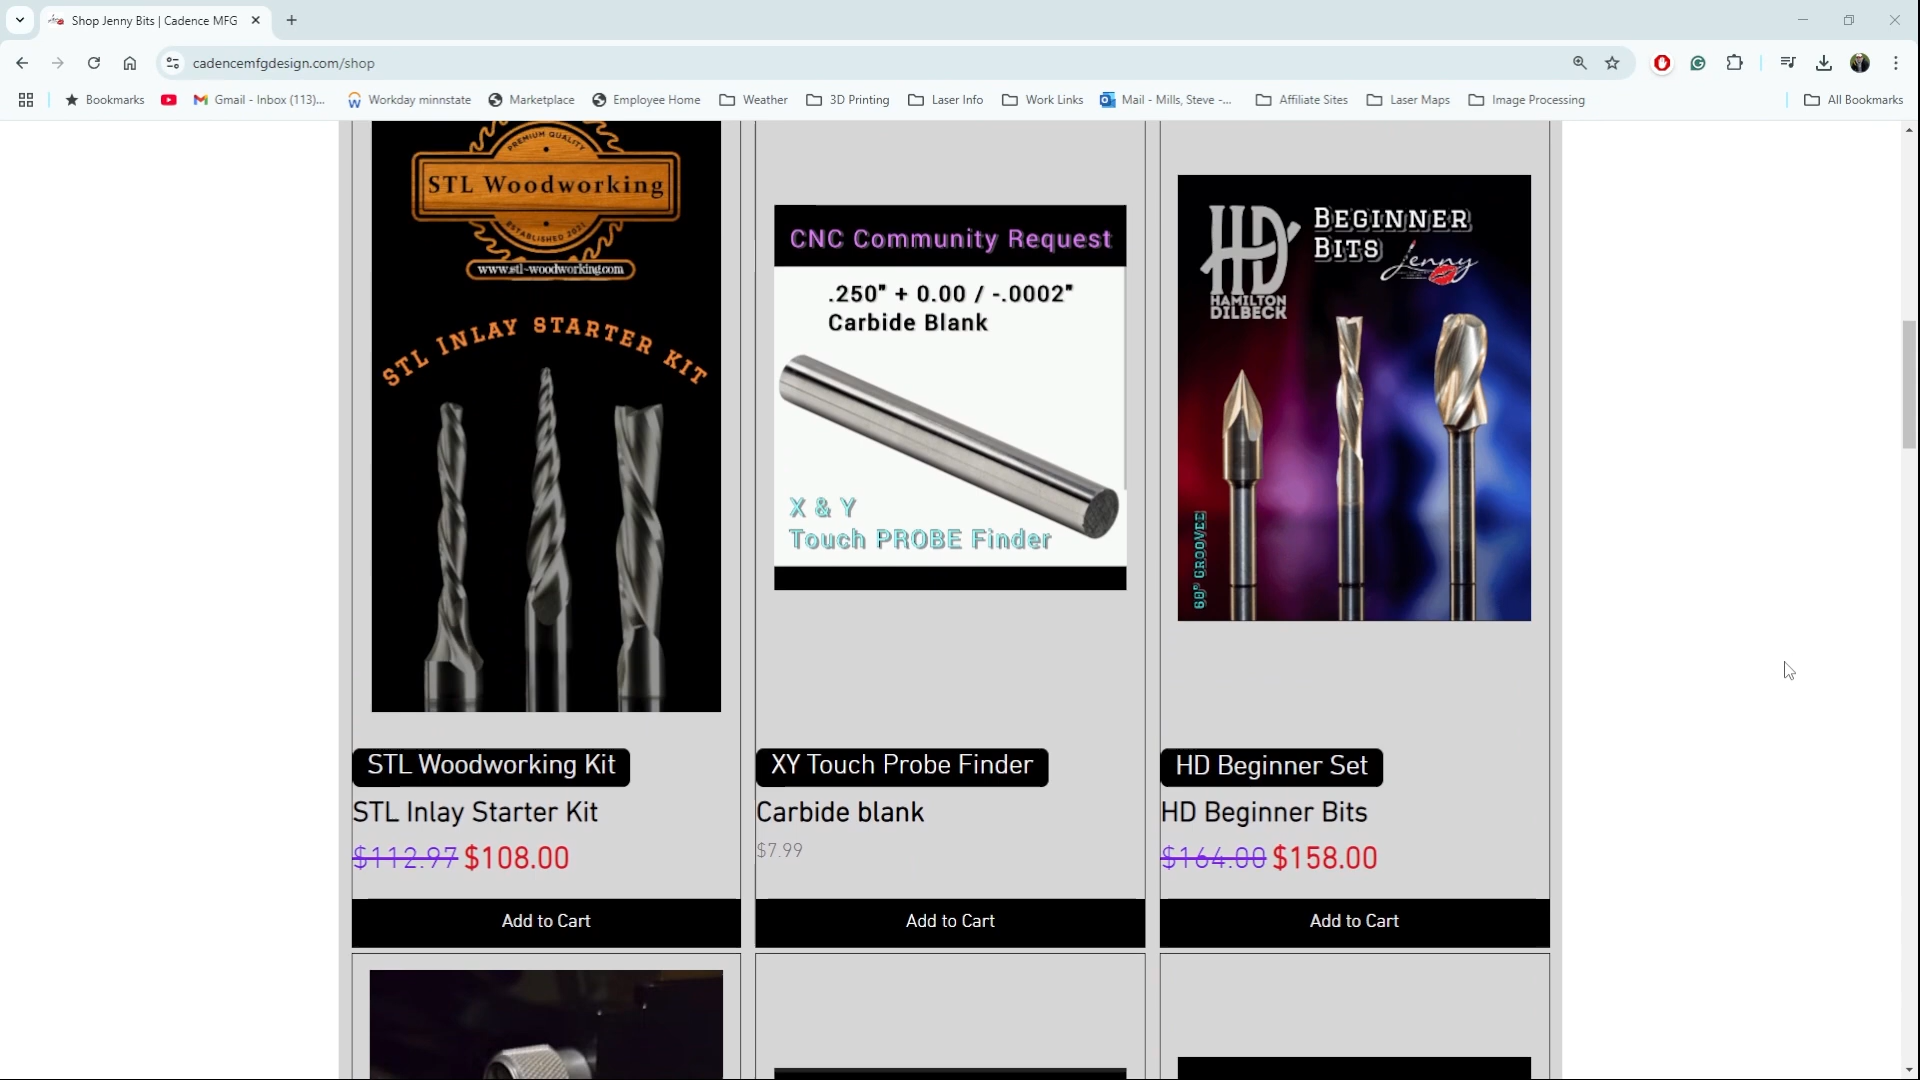 Shop Jenny Bits | Cadence MFG
cadencemfgdesign.com/shop
Bookmarks
Gmail - Inbox (113)...
Workday minnstate
Marketplace
Employee Home
Weather
3D Printing
Laser Info
Work Links
Mail - Mills, Steve -...
Affiliate Sites
Laser Maps
Image Processing
All Bookmarks
PREMIUM QUALITY
STL Woodworking
ESTABLISHED 2021
www.stl-woodworking.com
STL INLAY STARTER KIT
CNC Community Request
.250" + 0.00 / -.0002"
Carbide Blank
X & Y
Touch PROBE Finder
HD
HAMILTON
DILBECK
BEGINNER
BITS
Jenny
60° GROOVEE
STL Woodworking Kit
STL Inlay Starter Kit
$112.97 $108.00
Add to Cart
XY Touch Probe Finder
Carbide blank
$7.99
Add to Cart
HD Beginner Set
HD Beginner Bits
$164.00 $158.00
Add to Cart